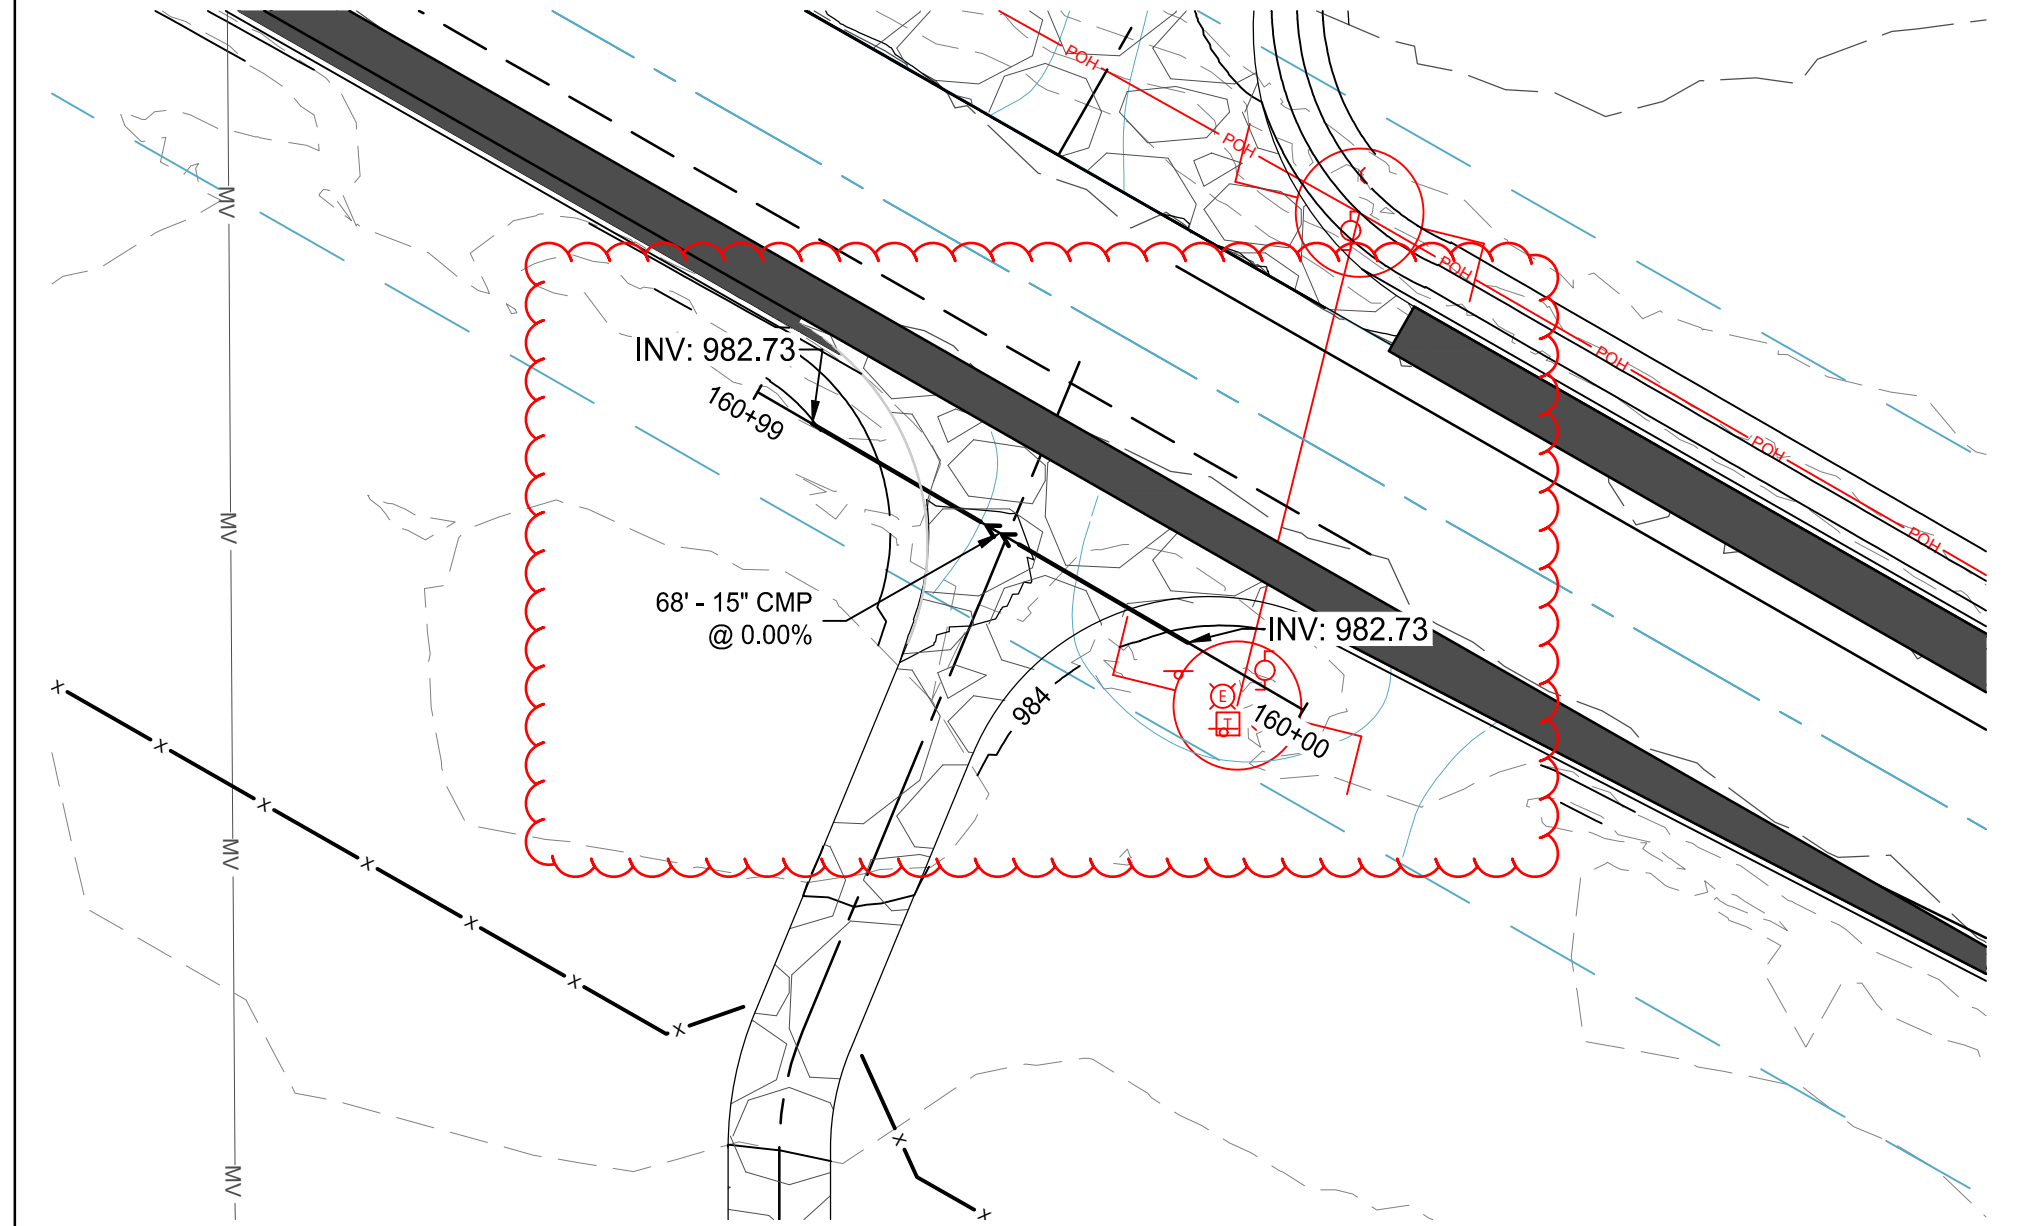 POH
POH
MV
POH
INV: 982.73
POH
160+99
POH
MV
POH
68' - 15" CMP
@ 0.00%
INV: 982.73
E
984
T
160+00
X
X
X
MV
X
X
X
X
X
MV
X